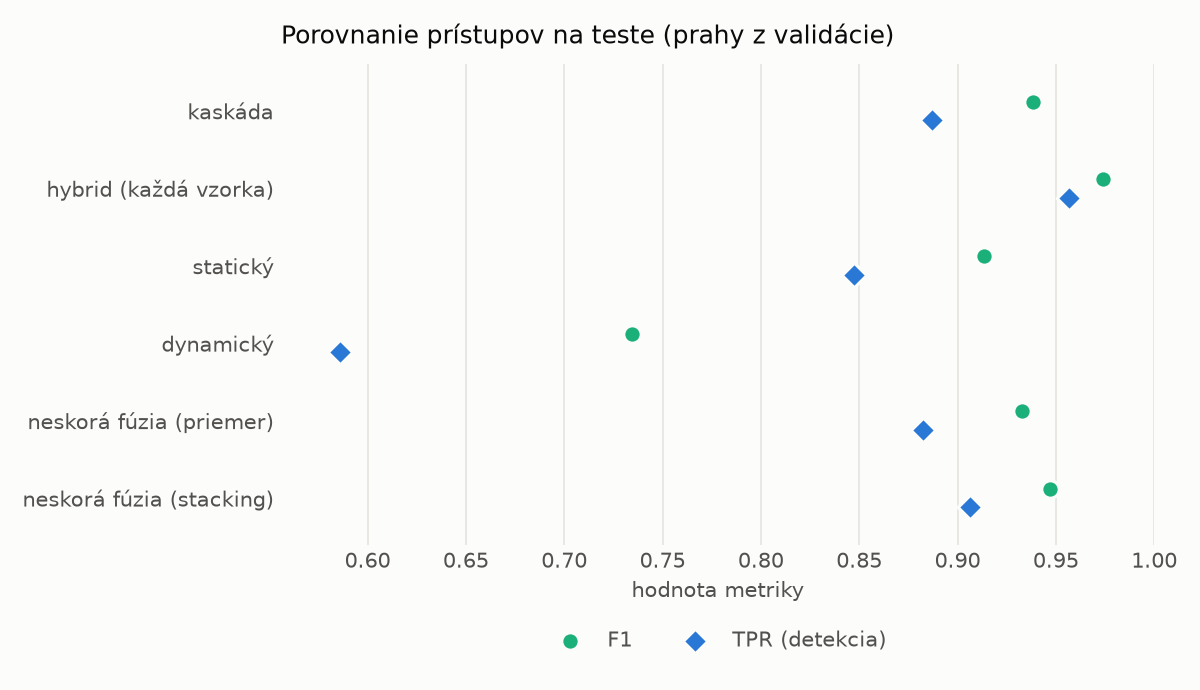 Porovnanie prístupov na teste (prahy z validácie)
kaskáda
hybrid (každá vzorka)
statický
dynamický
neskorá fúzia (priemer)
neskorá fúzia (stacking)
0.60 0.65 0.70 0.75 0.80 0.85 0.90 0.95 1.00
hodnota metriky
F1 TPR (detekcia)